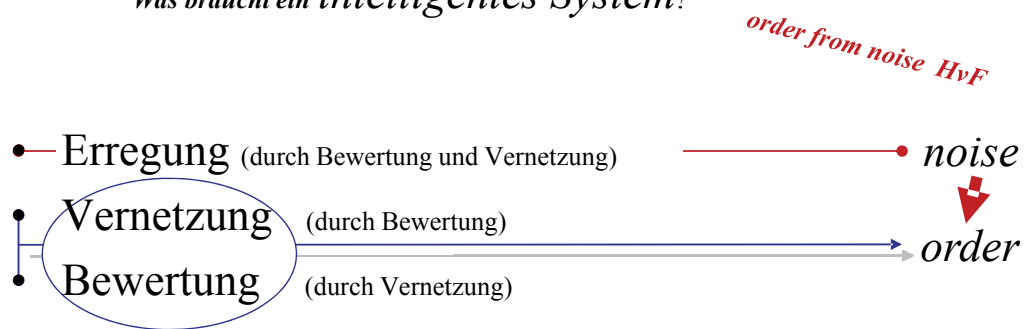 Was braucht ein intelligentes System?
order from noise HvF
Erregung (durch Bewertung und Vernetzung) noise
Vernetzung (durch Bewertung)
order
Bewertung (durch Vernetzung)